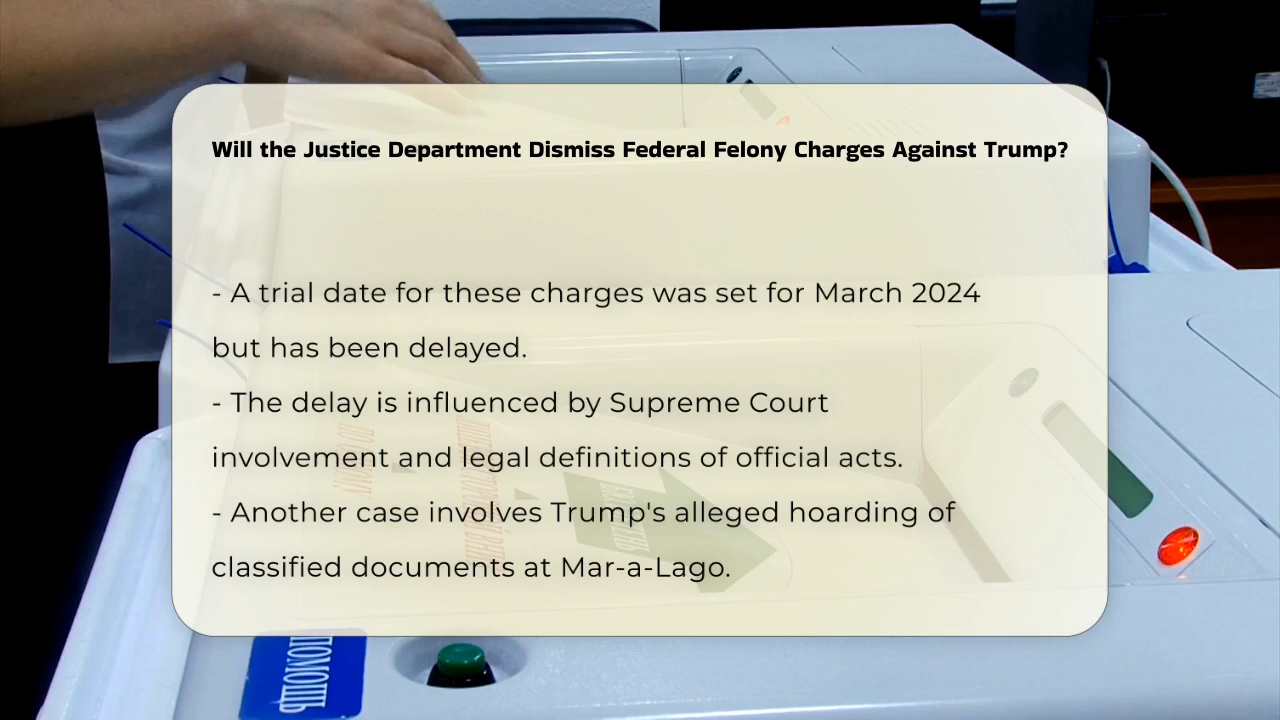 Will the Justice Department Dismiss Federal Felony Charges Against Trump?
- A trial date for these charges was set for March 2024
but has been delayed.
- The delay is influenced by Supreme Court
involvement and legal definitions of official acts.
- Another case involves Trump's alleged hoarding of
classified documents at Mar-a-Lago.
ПОМОЩЬ